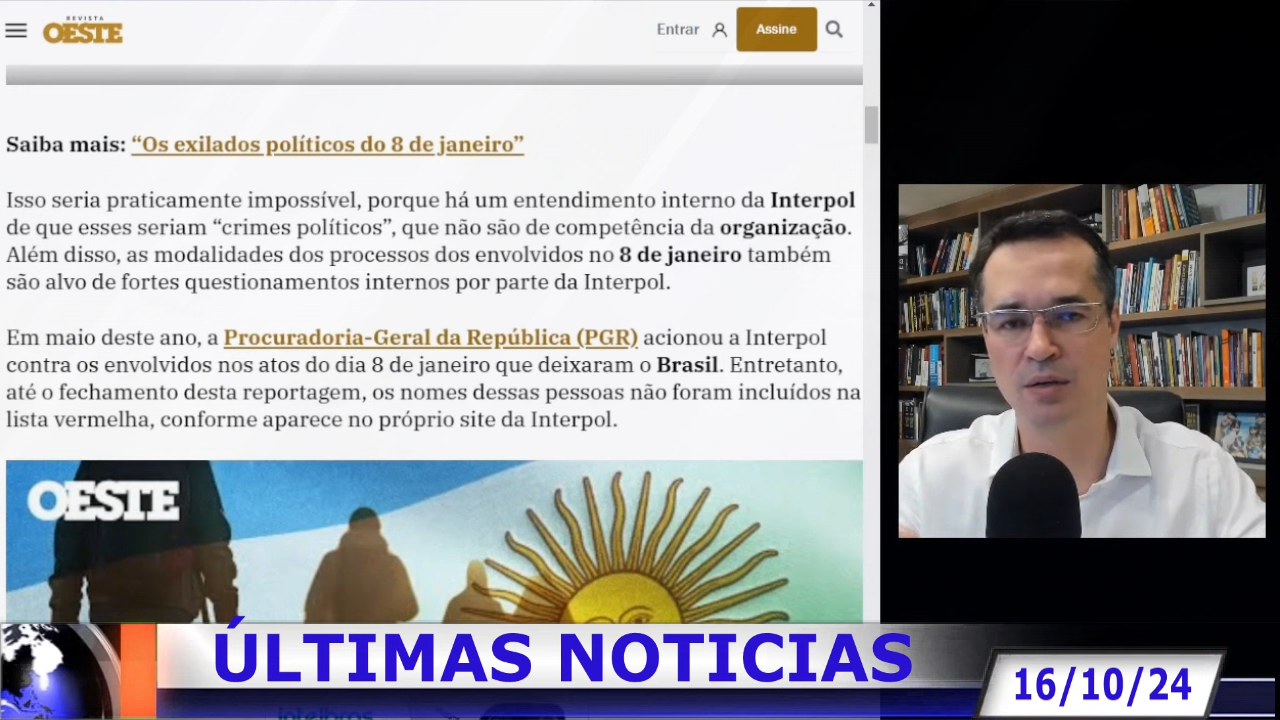 REVISTA
OESTE
Entrar
Assine
Saiba mais: “Os exilados políticos do 8 de janeiro”
Isso seria praticamente impossível, porque há um entendimento interno da Interpol
de que esses seriam “crimes políticos”, que não são de competência da organização.
Além disso, as modalidades dos processos dos envolvidos no 8 de janeiro também
são alvo de fortes questionamentos internos por parte da Interpol.
Em maio deste ano, a Procuradoria-Geral da República (PGR) acionou a Interpol
contra os envolvidos nos atos do dia 8 de janeiro que deixaram o Brasil. Entretanto,
até o fechamento desta reportagem, os nomes dessas pessoas não foram incluídos na
lista vermelha, conforme aparece no próprio site da Interpol.
OESTE
ÚLTIMAS NOTICIAS
16/10/24
intelbras